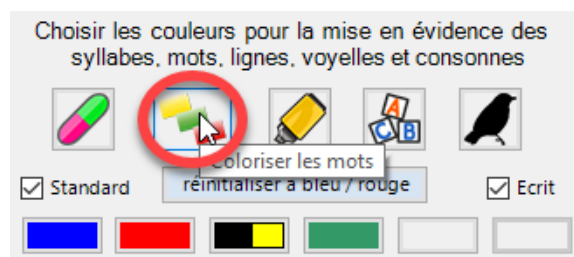 Choisir les couleurs pour la mise en évidence des
syllabes, mots, lignes, voyelles et consonnes
A
B
C
Coloriser les mots
Standard
réinitialiser à bleu / rouge
Ecrit